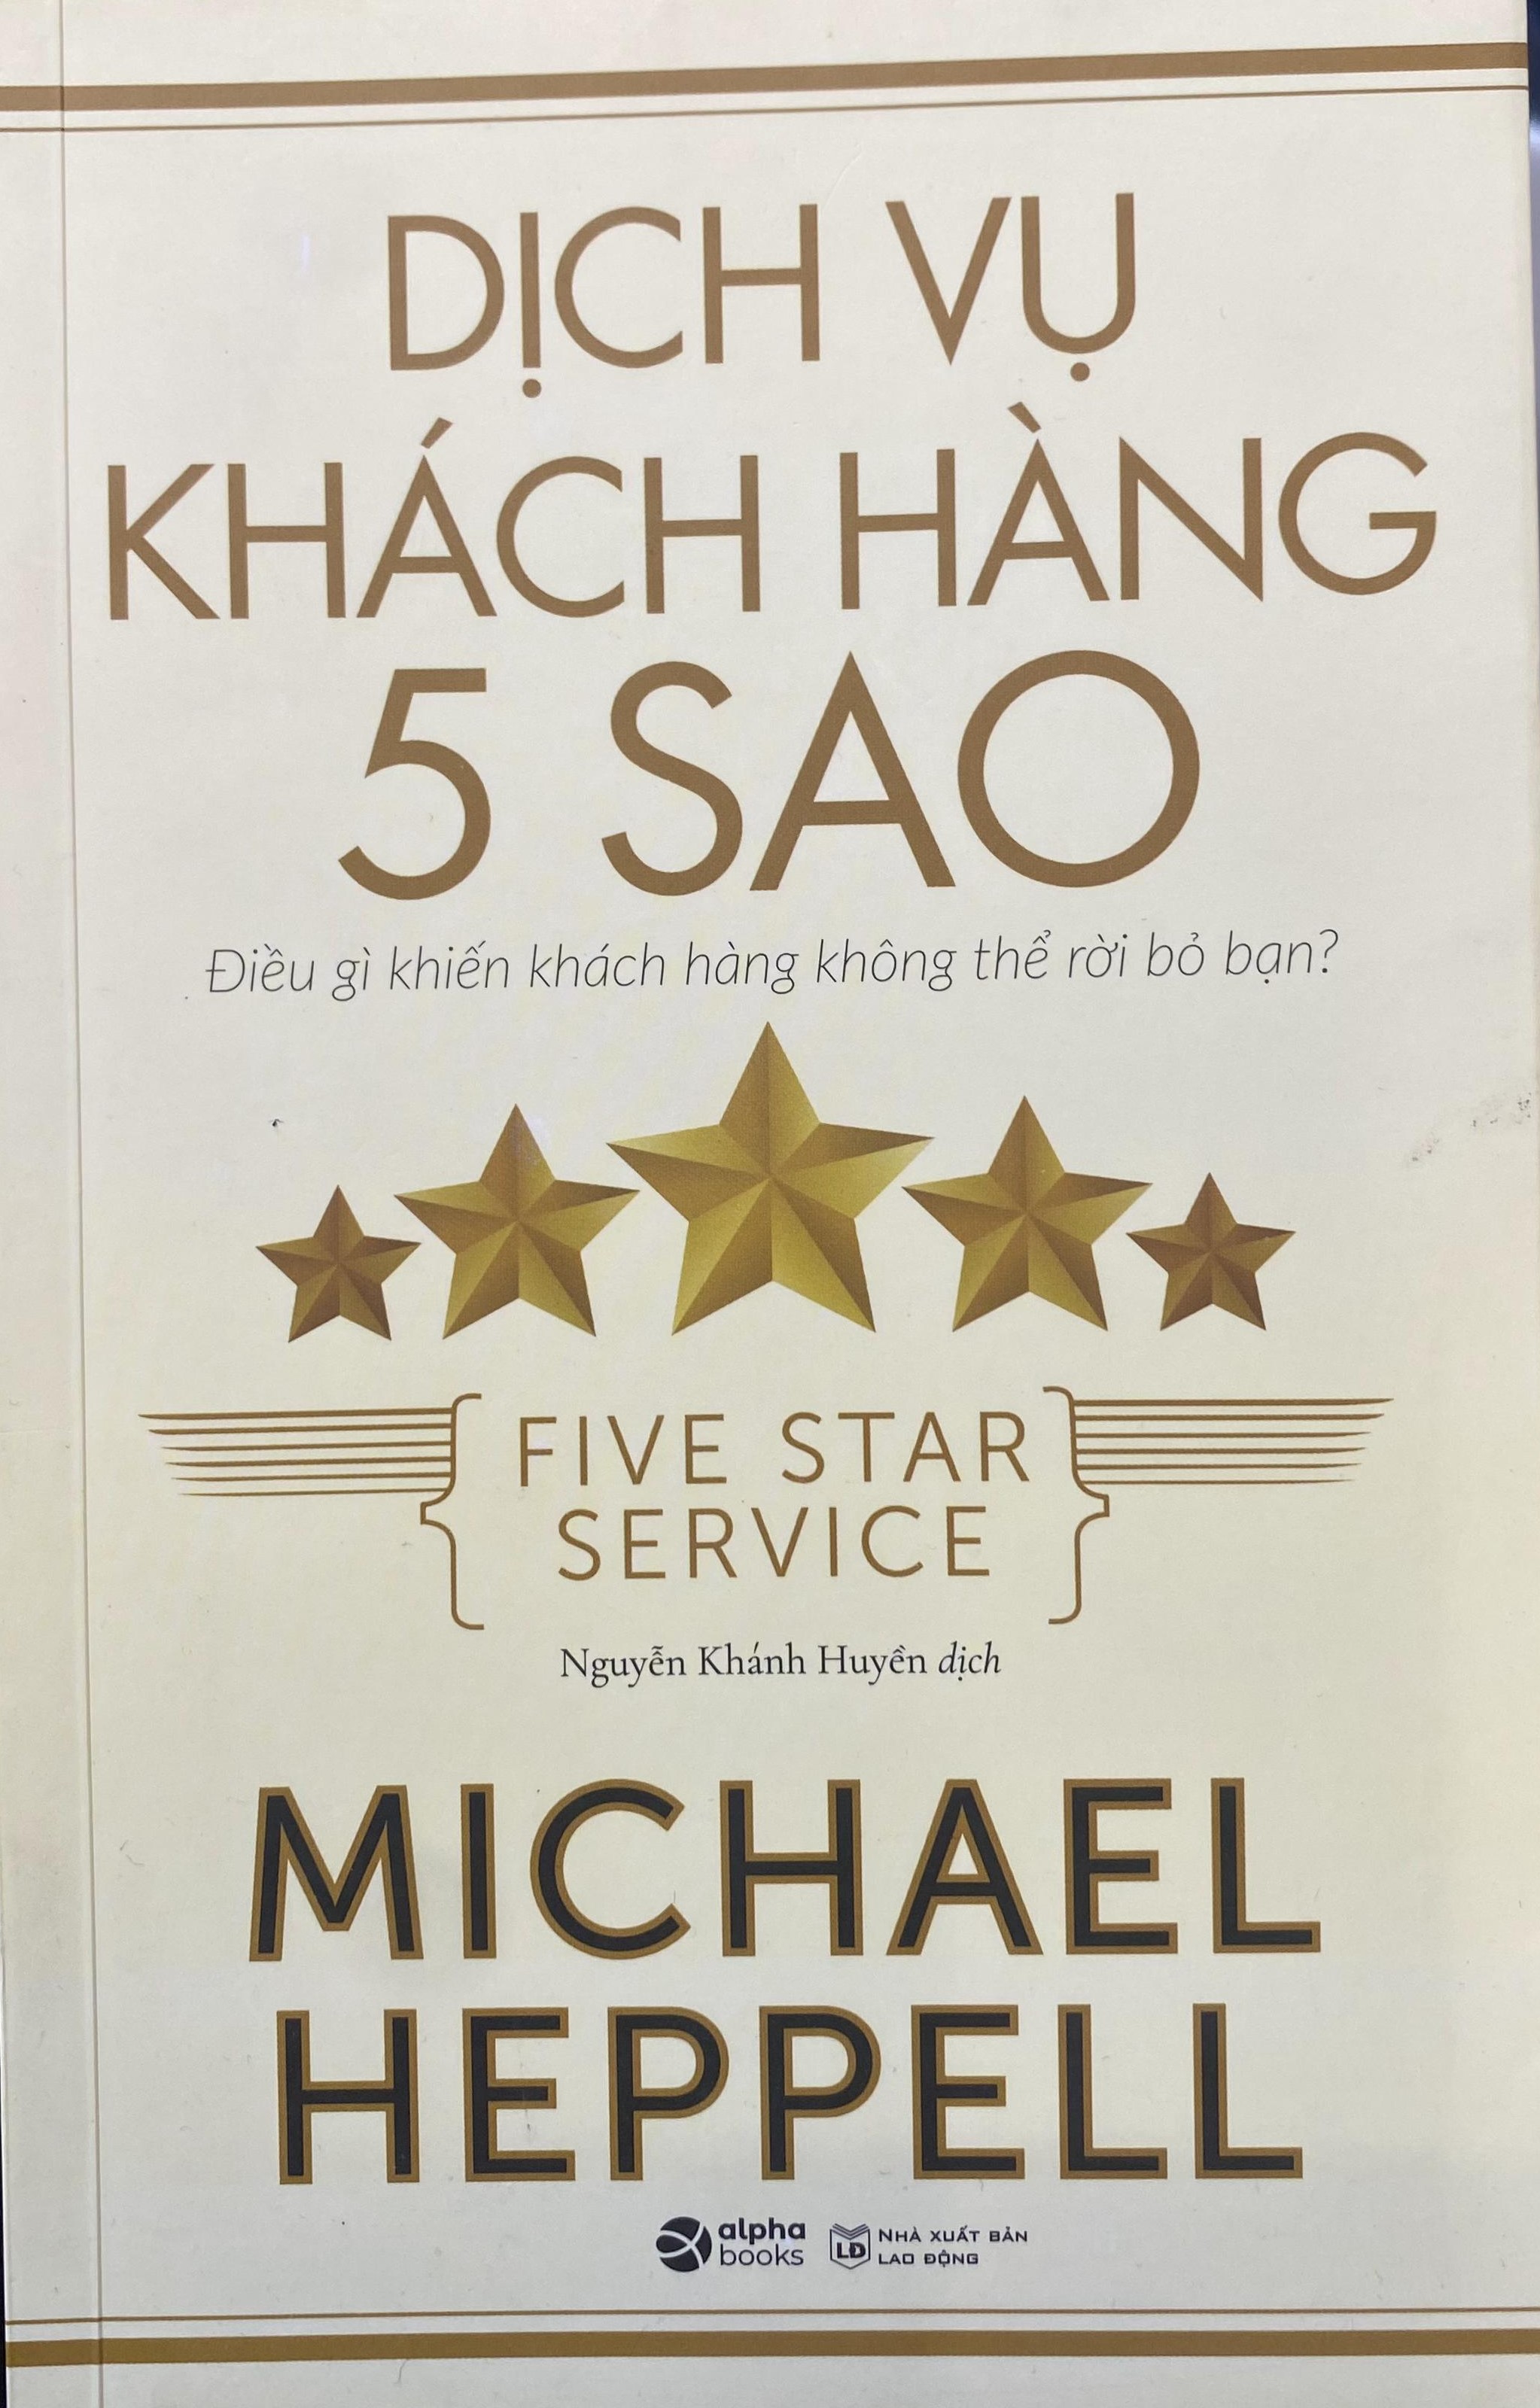 DỊCH VỤ
KHÁCH HÀNG
5 SAO
Điều gì khiến khách hàng không thể rời bỏ bạn?
FIVE STAR
SERVICE
Nguyễn Khánh Huyền dịch
MICHAEL
HEPPELL
alpha
books
LĐ
NHÀ XUẤT BẢN
LAO ĐỘNG